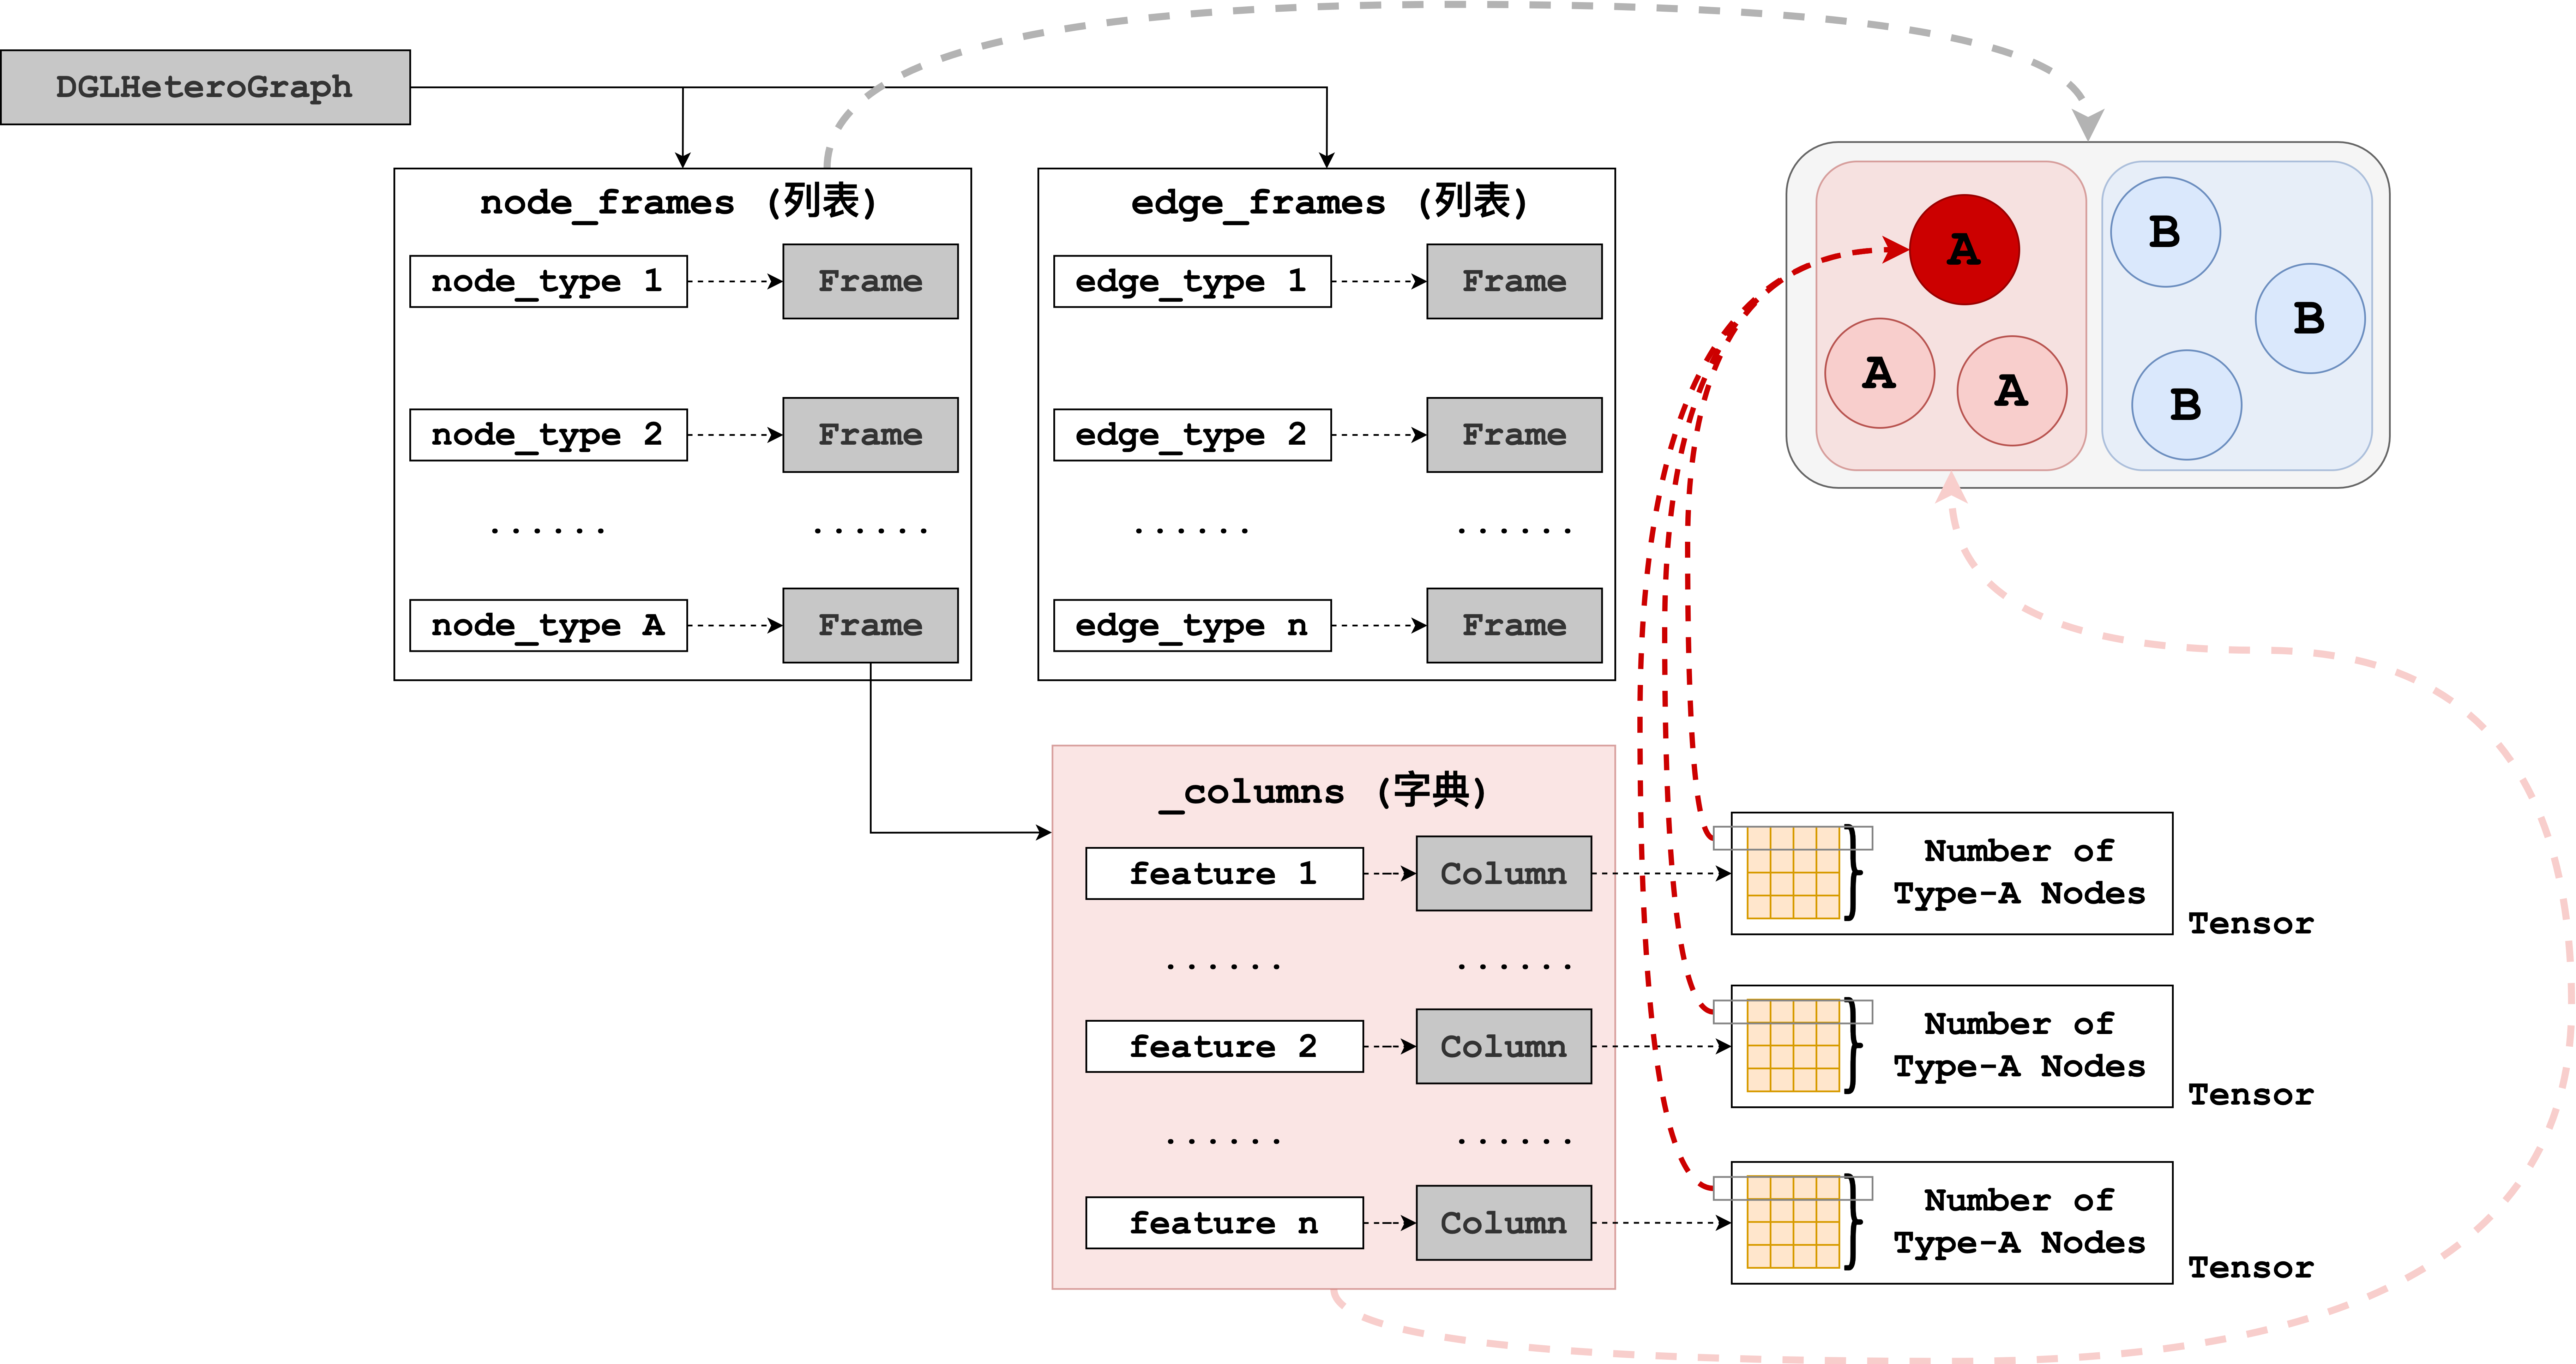 DGLHeteroGraph
node_frames (列表)
node_type 1
Frame
node_type 2
Frame
......
......
node_type A
Frame
edge_frames (列表)
edge_type 1
Frame
edge_type 2
Frame
......
......
edge_type n
Frame
A
A
A
B
B
B
_columns (字典)
feature 1
Column
......
......
feature 2
Column
......
......
feature n
Column
Number of
Type-A Nodes
Tensor
Number of
Type-A Nodes
Tensor
Number of
Type-A Nodes
Tensor